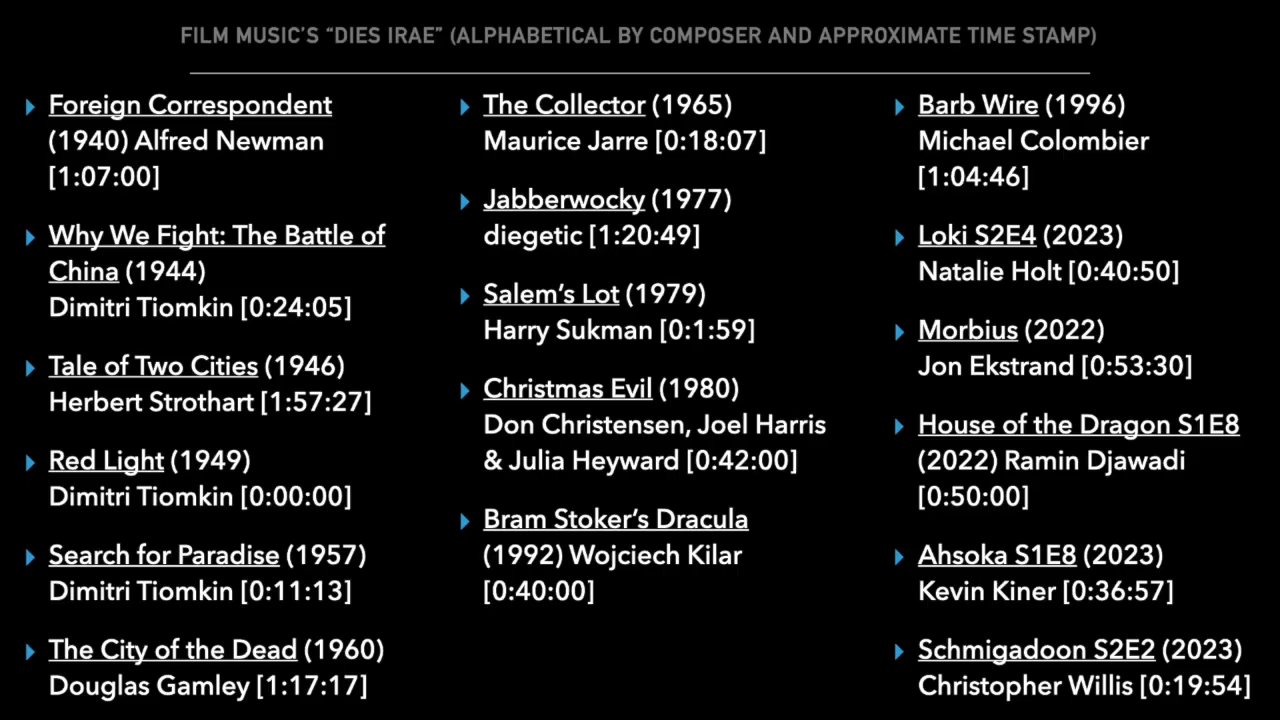 FILM MUSIC'S “DIES IRAE” (ALPHABETICAL BY COMPOSER AND APPROXIMATE TIME STAMP)
Foreign Correspondent
(1940) Alfred Newman
[1:07:00]
Why We Fight: The Battle of
China (1944)
Dimitri Tiomkin [0:24:05]
Tale of Two Cities (1946)
Herbert Strothart [1:57:27]
Red Light (1949)
Dimitri Tiomkin [0:00:00]
Search for Paradise (1957)
Dimitri Tiomkin [0:11:13]
The City of the Dead (1960)
Douglas Gamley [1:17:17]
The Collector (1965)
Maurice Jarre [0:18:07]
Jabberwocky (1977)
diegetic [1:20:49]
Salem's Lot (1979)
Harry Sukman [0:1:59]
Christmas Evil (1980)
Don Christensen, Joel Harris
& Julia Heyward [0:42:00]
Bram Stoker's Dracula
(1992) Wojciech Kilar
[0:40:00]
Barb Wire (1996)
Michael Colombier
[1:04:46]
Loki S2E4 (2023)
Natalie Holt [0:40:50]
Morbius (2022)
Jon Ekstrand [0:53:30]
House of the Dragon S1E8
(2022) Ramin Djawadi
[0:50:00]
Ahsoka S1E8 (2023)
Kevin Kiner [0:36:57]
Schmigadoon S2E2 (2023)
Christopher Willis [0:19:54]